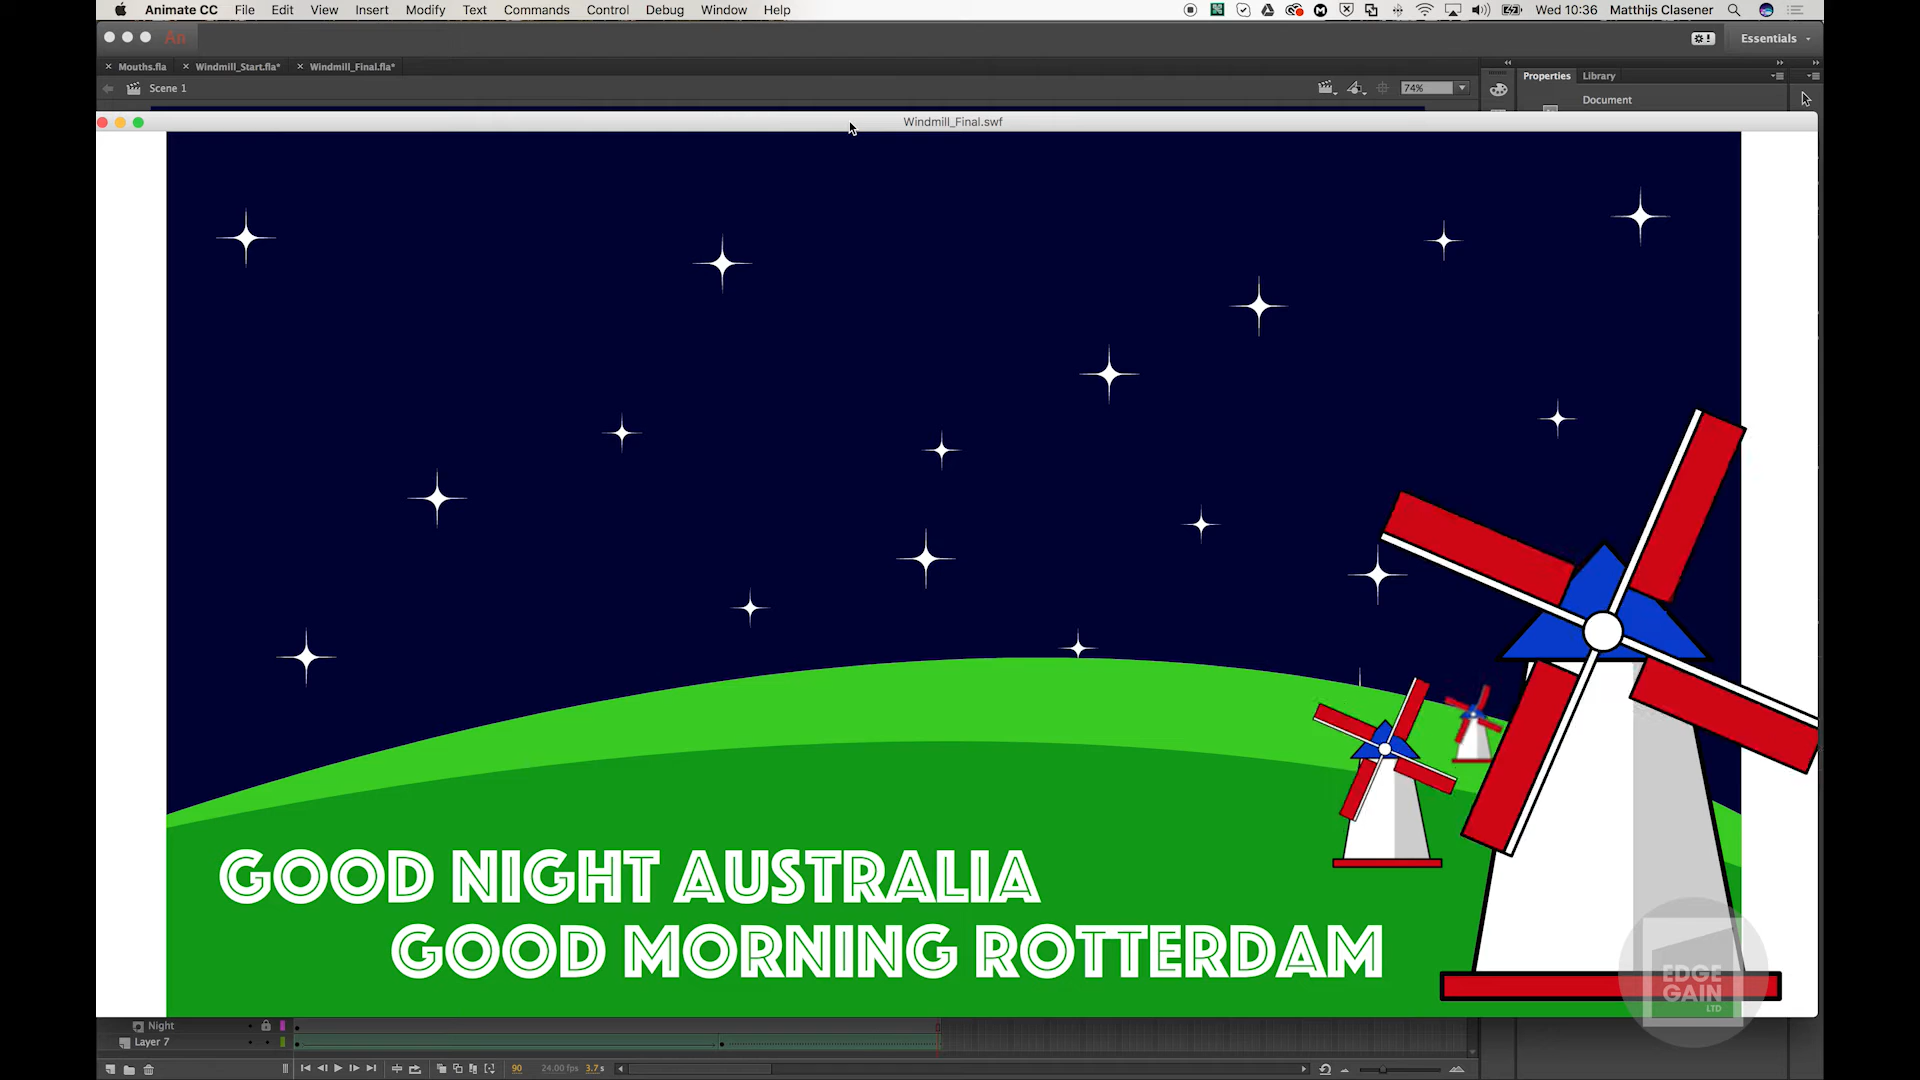 Animate CC File Edit View Insert Modify Text Commands Control Debug Window Help Wed 10:36 Matthijs Clasener
An Essentials
Mouths.fla Windmill_Start.fla* Windmill_Final.fla* Properties Library
Scene 1 74% Document
Windmill_Final.swf
GOOD NIGHT AUSTRALIA
GOOD MORNING ROTTERDAM
EDGE
GAIN
LTD
Night
Layer 7
90 24.00 fps 3.7 s